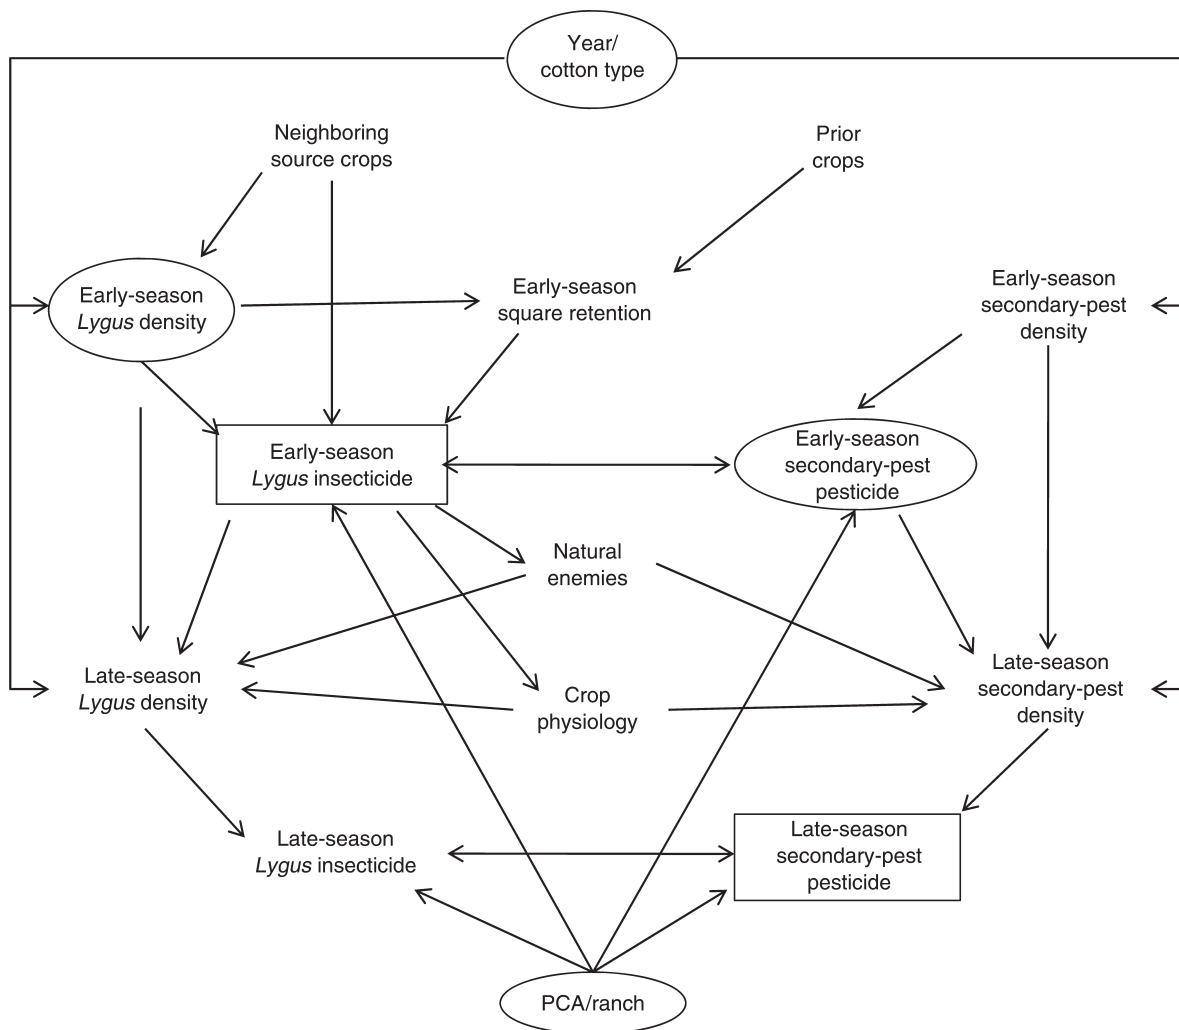 Year/
cotton type
Neighboring
source crops
Prior
crops
Early-season
Lygus density
Early-season
square retention
Early-season
secondary-pest
density
Early-season
Lygus insecticide
Early-season
secondary-pest
pesticide
Natural
enemies
Late-season
Lygus density
Crop
physiology
Late-season
secondary-pest
density
Late-season
Lygus insecticide
Late-season
secondary-pest
pesticide
PCA/ranch